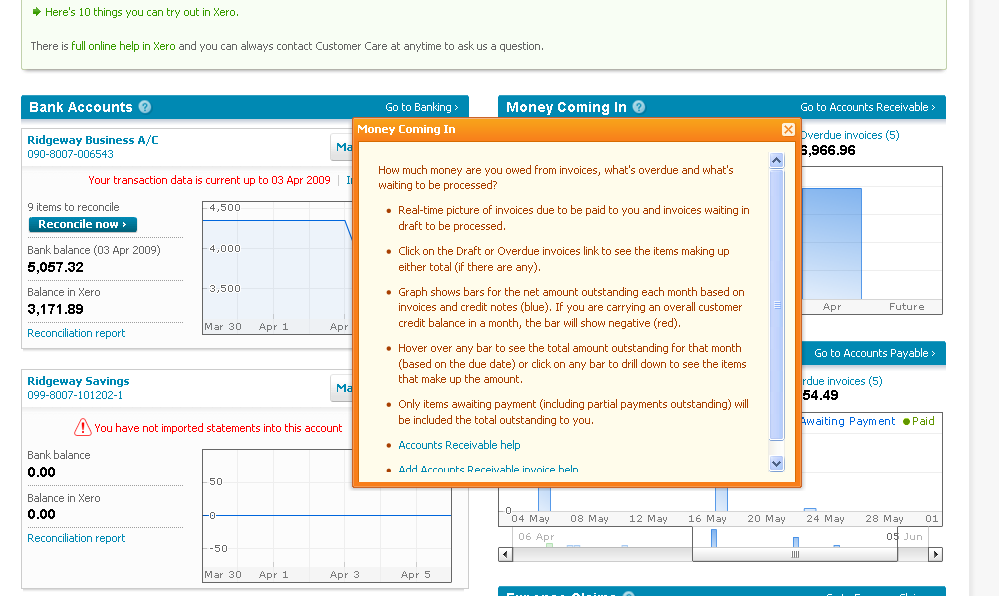 Here's 10 things you can try out in Xero.
There is full online help in Xero and you can always contact Customer Care at anytime to ask us a question.
Bank Accounts ?
Go to Banking ›
Ridgeway Business A/C
090-8007-006543
Ma
Your transaction data is current up to 03 Apr 2009
9 items to reconcile
Reconcile now ›
Bank balance (03 Apr 2009)
5,057.32
Balance in Xero
3,171.89
Reconciliation report
4,500
4,000
3,500
Mar 30 Apr 1 Apr
Ridgeway Savings
099-8007-101202-1
Ma
You have not imported statements into this account
Bank balance
0.00
Balance in Xero
0.00
Reconciliation report
50
0
-50
Mar 30 Apr 1 Apr 3 Apr 5
Money Coming In ?
Go to Accounts Receivable ›
Overdue invoices (5)
6,966.96
Apr Future
Money Coming In
How much money are you owed from invoices, what's overdue and what's
waiting to be processed?
• Real-time picture of invoices due to be paid to you and invoices waiting in
draft to be processed.
• Click on the Draft or Overdue invoices link to see the items making up
either total (if there are any).
• Graph shows bars for the net amount outstanding each month based on
invoices and credit notes (blue). If you are carrying an overall customer
credit balance in a month, the bar will show negative (red).
• Hover over any bar to see the total amount outstanding for that month
(based on the due date) or click on any bar to drill down to see the items
that make up the amount.
• Only items awaiting payment (including partial payments outstanding) will
be included the total outstanding to you.
• Accounts Receivable help
• Add Accounts Receivable invoice help
Go to Accounts Payable ›
rdue invoices (5)
54.49
Awaiting Payment Paid
0
04 May 08 May 12 May 16 May 20 May 24 May 28 May 01
06 Apr 05 Jun
Expense Claims